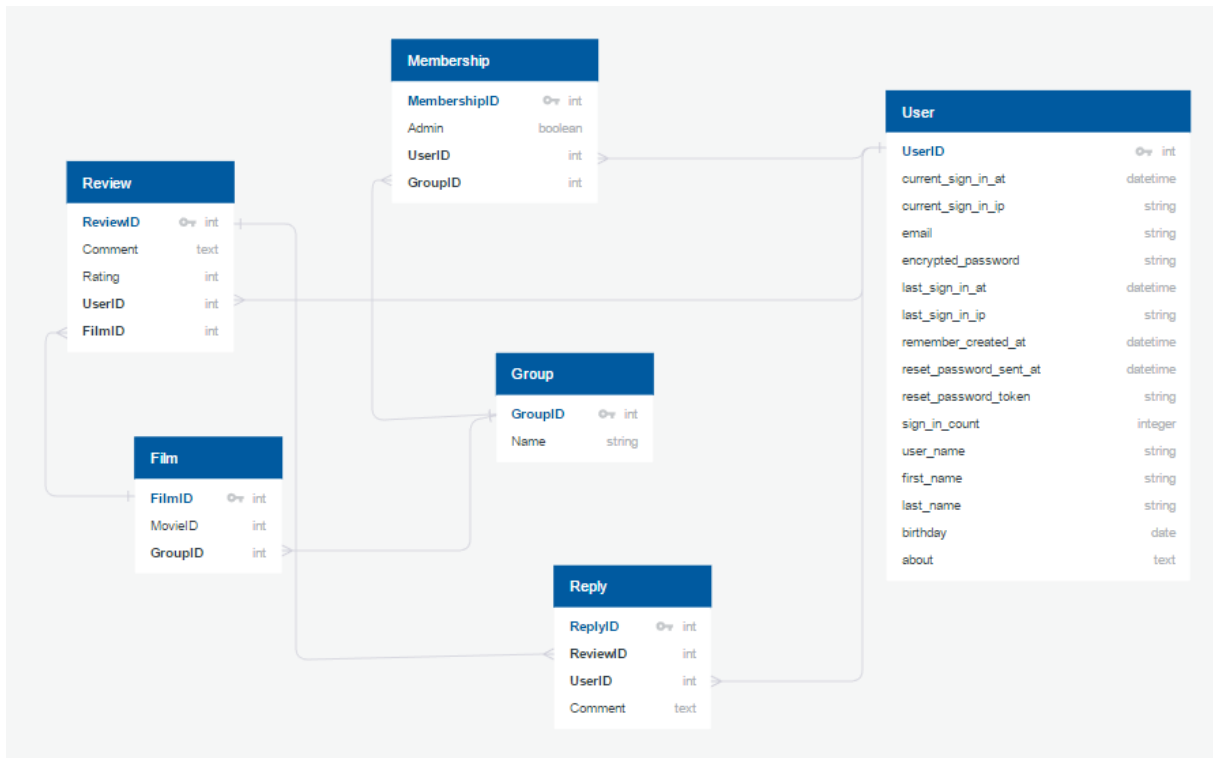 Membership
MembershipID int
Admin boolean
UserID int
GroupID int
User
UserID int
current_sign_in_at datetime
current_sign_in_ip string
email string
encrypted_password string
last_sign_in_at datetime
last_sign_in_ip string
remember_created_at datetime
reset_password_sent_at datetime
reset_password_token string
sign_in_count integer
user_name string
first_name string
last_name string
birthday date
about text
Review
ReviewID int
Comment text
Rating int
UserID int
FilmID int
Group
GroupID int
Name string
Film
FilmID int
MovieID int
GroupID int
Reply
ReplyID int
ReviewID int
UserID int
Comment text